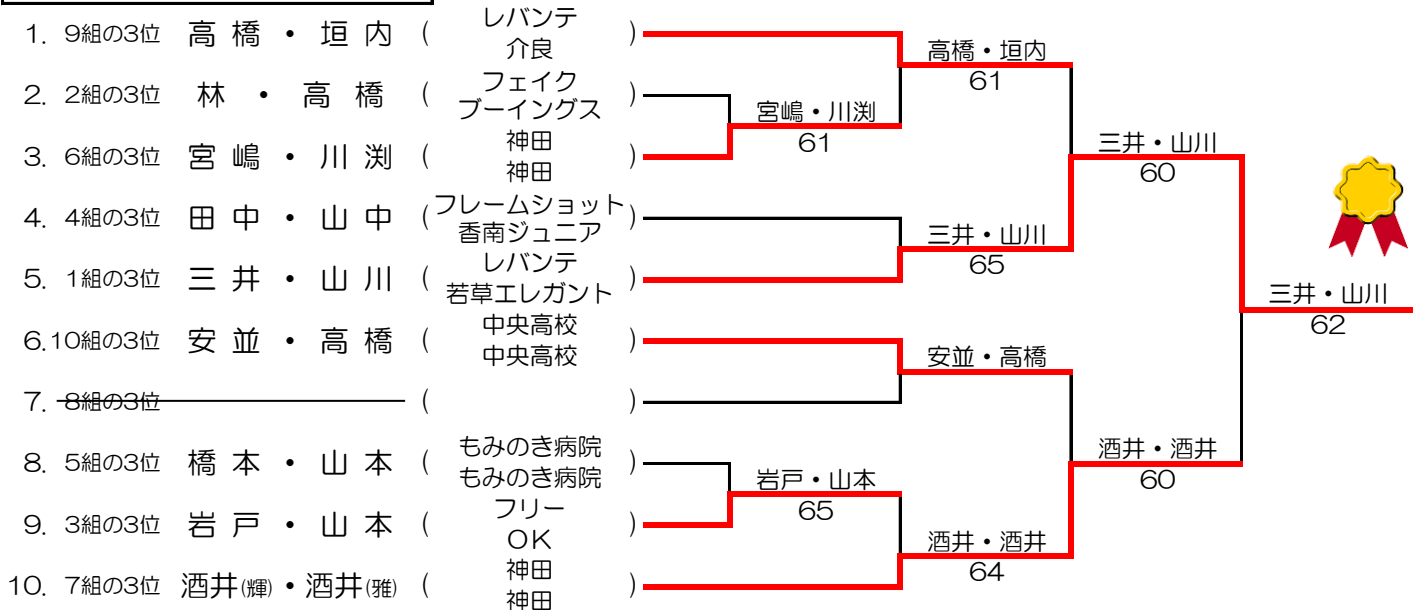 レバンテ
1. 9組の3位 高橋・垣内 ( )
介良
フェイク
2. 2組の3位 林・高橋 ( )
ブーイングス
神田
3. 6組の3位 宮嶋・川渕 ( )
神田
フレームショット
4. 4組の3位 田中・山中 ( )
香南ジュニア
レバンテ
5. 1組の3位 三井・山川 ( )
若草エレガント
中央高校
6. 10組の3位 安並・高橋 ( )
中央高校
7. 8組の3位 ( )
もみのき病院
8. 5組の3位 橋本・山本 ( )
もみのき病院
フリー
9. 3組の3位 岩戸・山本 ( )
OK
神田
10. 7組の3位 酒井(輝)・酒井(雅) ( )
神田
宮嶋・川渕
61
岩戸・山本
65
高橋・垣内
61
三井・山川
65
安並・高橋
酒井・酒井
64
三井・山川
60
酒井・酒井
60
三井・山川
62